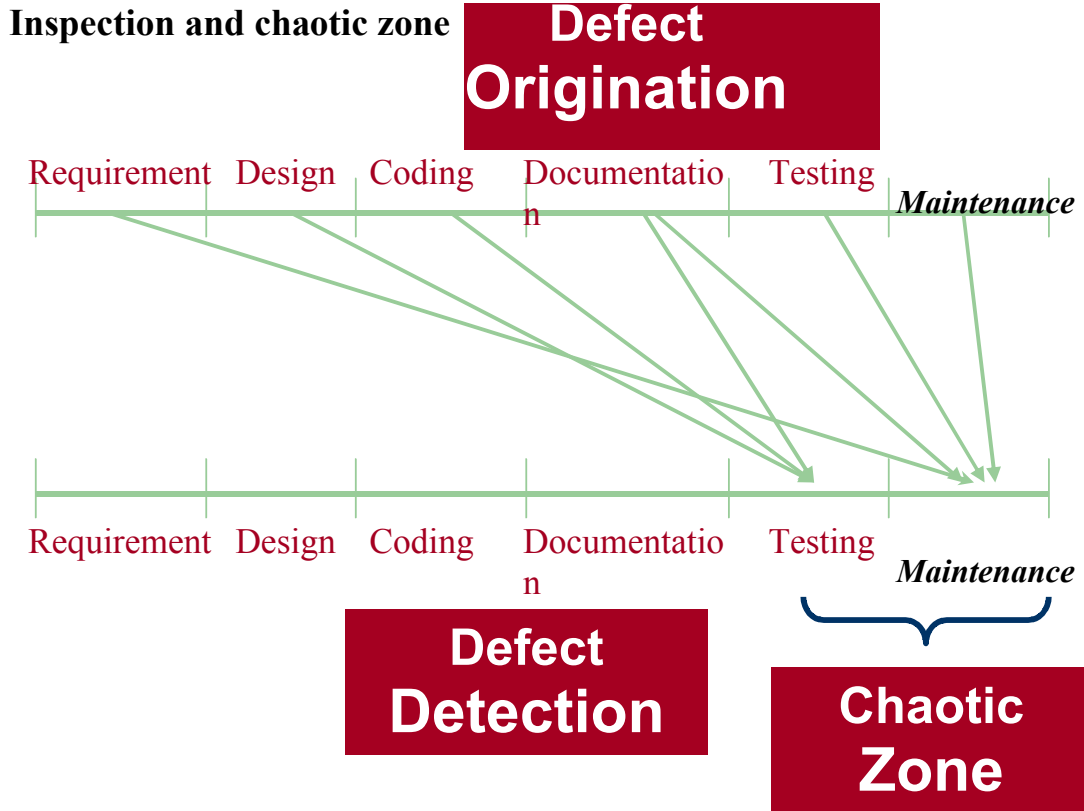 Inspection and chaotic zone
Defect
Origination
Requirement Design Coding Documentatio Testing
n
Maintenance
Requirement Design Coding Documentatio Testing
n
Maintenance
Defect
Detection
Chaotic
Zone